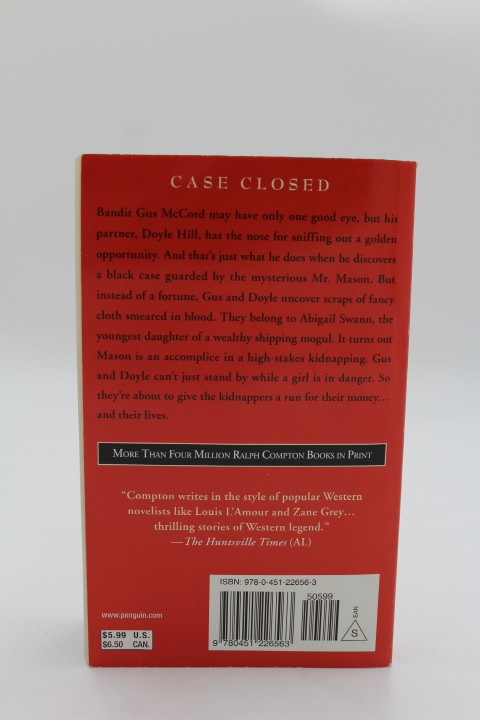 CASE CLOSED
Bandit Gus McCord may have only one good eye, but his
partner, Doyle Hill, has the nose for sniffing out a golden
opportunity. And that's just what he does when he discovers
a black case guarded by the mysterious Mr. Mason. But
instead of a fortune, Gus and Doyle uncover scraps of fancy
cloth smeared in blood. They belong to Abigail Swann, the
youngest daughter of a wealthy shipping mogul. It turns out
Mason is an accomplice in a high-stakes kidnapping. Gus
and Doyle can't just stand by while a girl is in danger. So
they're about to give the kidnappers a run for their money...
and their lives.
MORE THAN FOUR MILLION RALPH COMPTON BOOKS IN PRINT
"Compton writes in the style of popular Western
novelists like Louis L'Amour and Zane Grey...
thrilling stories of Western legend."
—The Huntsville Times (AL)
ISBN: 978-0-451-22656-3
50599
EAN
S
9 780451 226563
www.penguin.com
$5.99 U.S.
$6.50 CAN.